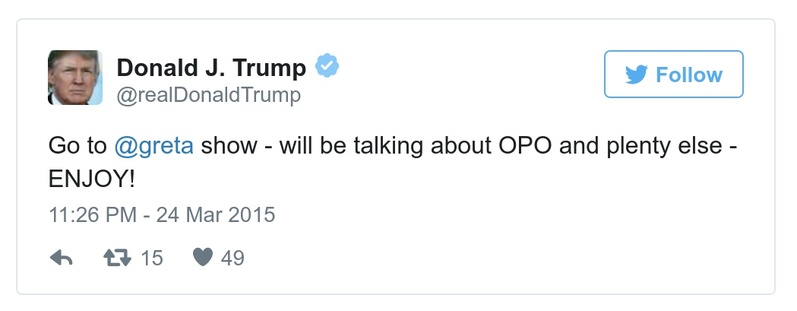 Donald J. Trump
@realDonaldTrump
Follow
Go to @greta show - will be talking about OPO and plenty else -
ENJOY!
11:26 PM - 24 Mar 2015
15 49